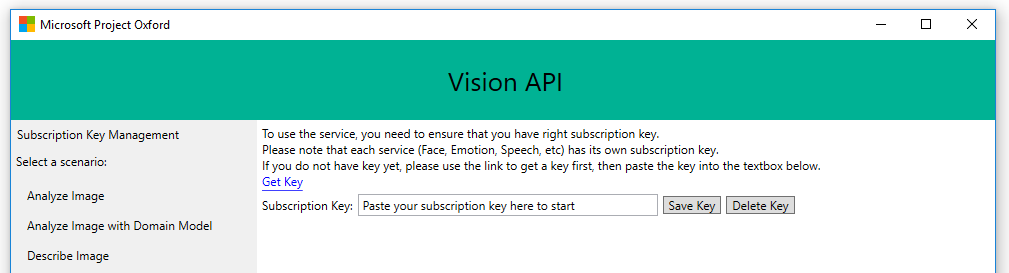 Microsoft Project Oxford
Vision API
Subscription Key Management
Select a scenario:
Analyze Image
Analyze Image with Domain Model
Describe Image
To use the service, you need to ensure that you have right subscription key.
Please note that each service (Face, Emotion, Speech, etc) has its own subscription key.
If you do not have key yet, please use the link to get a key first, then paste the key into the textbox below.
Get Key
Subscription Key: Paste your subscription key here to start Save Key Delete Key